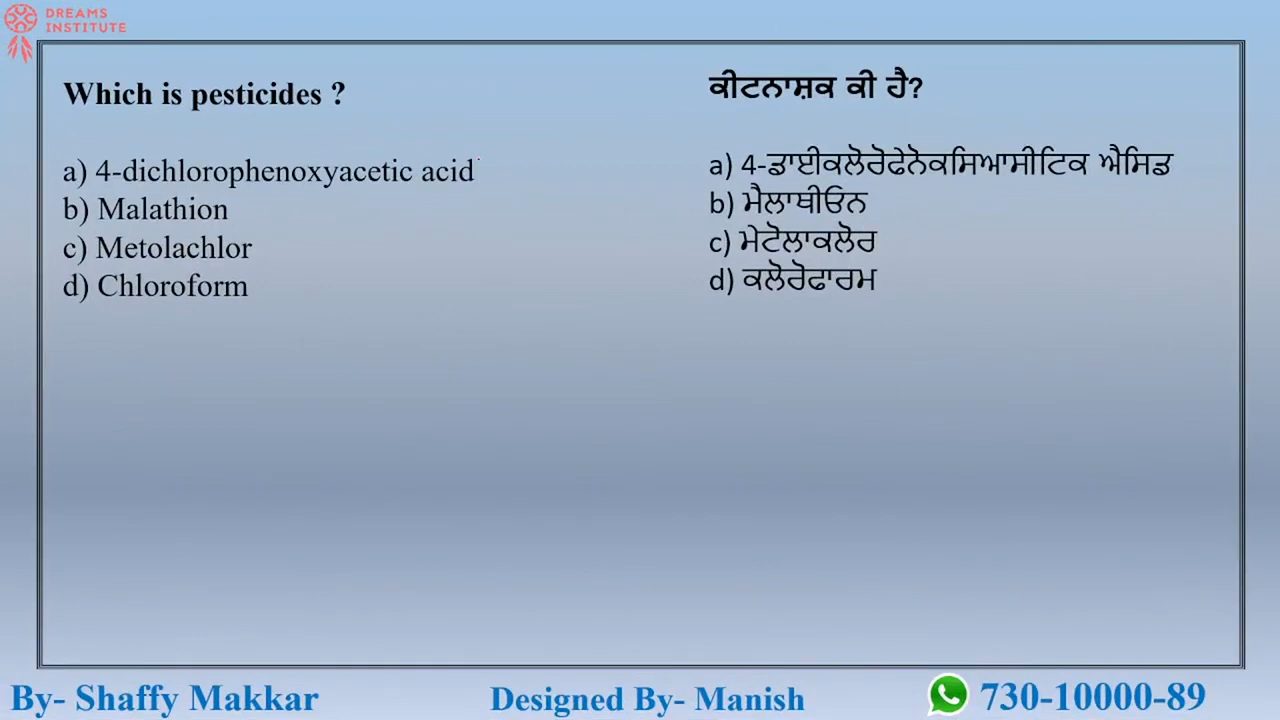 DREAMS
INSTITUTE
Which is pesticides ?
a) 4-dichlorophenoxyacetic acid
b) Malathion
c) Metolachlor
d) Chloroform
ਕੀਟਨਾਸ਼ਕ ਕੀ ਹੈ?
a) 4-ਡਾਈਕਲੋਰੋਫੇਨੋਕਸਿਆਸੀਟਿਕ ਐਸਿਡ
b) ਮੈਲਾਥੀਓਨ
c) ਮੇਟੋਲਾਕਲੋਰ
d) ਕਲੋਰੋਫਾਰਮ
By- Shaffy Makkar
Designed By- Manish
730-10000-89